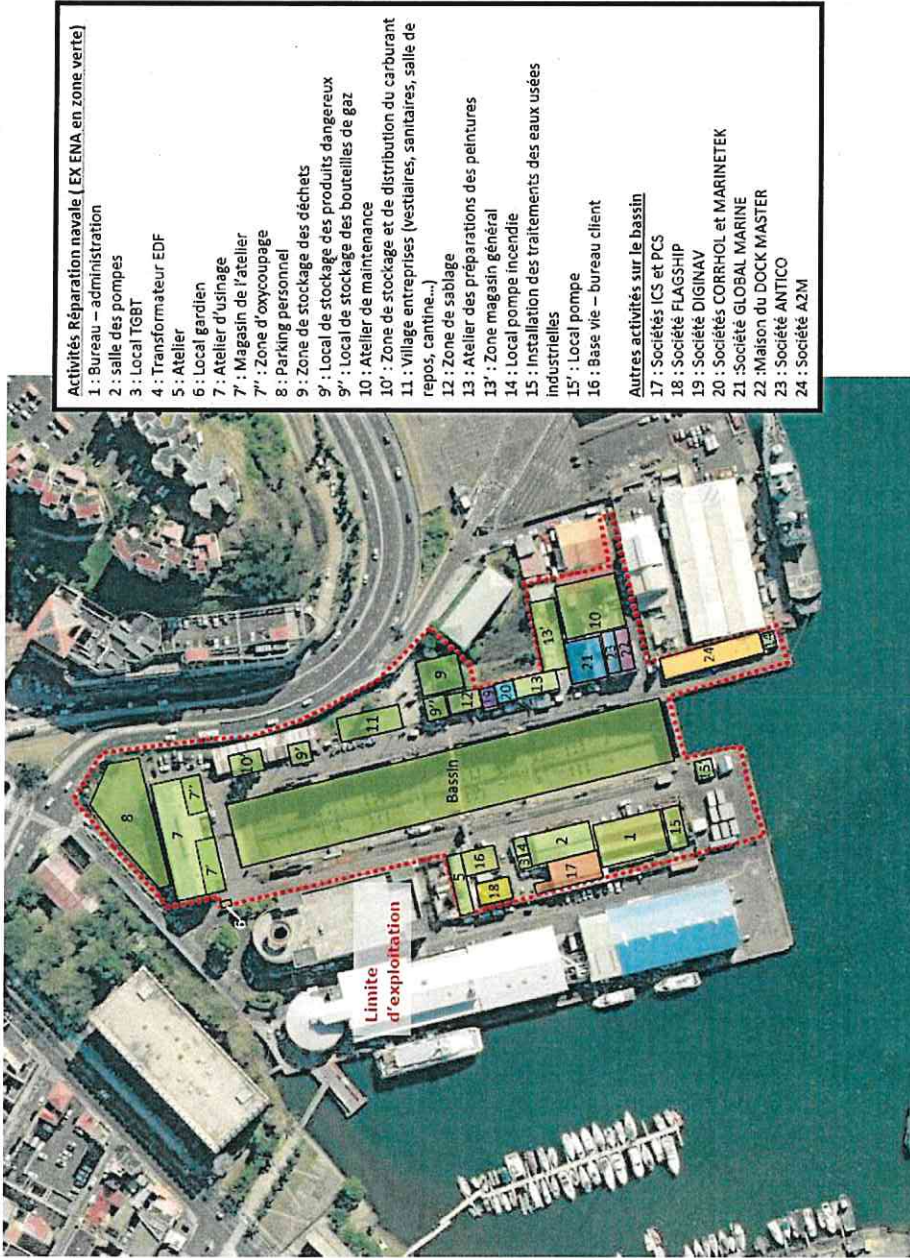 Activités Réparation navale ( EX ENA en zone verte)
1 : Bureau – administration
2 : salle des pompes
3 : Local TGBT
4 : Transformateur EDF
5 : Atelier
6 : Local gardien
7 : Atelier d'usinage
7' : Magasin de l'atelier
7'' : Zone d'oxycoupage
8 : Parking personnel
9 : Zone de stockage des déchets
9' : Local de stockage des produits dangereux
9'' : Local de stockage des bouteilles de gaz
10 : Atelier de maintenance
10' : Zone de stockage et de distribution du carburant
11 : Village entreprises (vestiaires, sanitaires, salle de
repos, cantine...)
12 : Zone de sablage
13 : Atelier des préparations des peintures
13' : Zone magasin général
14 : Local pompe incendie
15 : Installation des traitements des eaux usées
industrielles
15' : Local pompe
16 : Base vie – bureau client
Autres activités sur le bassin
17 : Sociétés ICS et PCS
18 : Société FLAGSHIP
19 : Société DIGINAV
20 : Sociétés CORRHOL et MARINETEK
21 :Société GLOBAL MARINE
22 :Maison du DOCK MASTER
23 : Société ANTICO
24 : Société A2M
8
7
7'
7''
6
10'
9'
11
9''
9
12
19
20
13
13'
10
21
23
22
24
14
Bassin
5
16
18
3
4
2
17
1
15
15'
Limite
d'exploitation